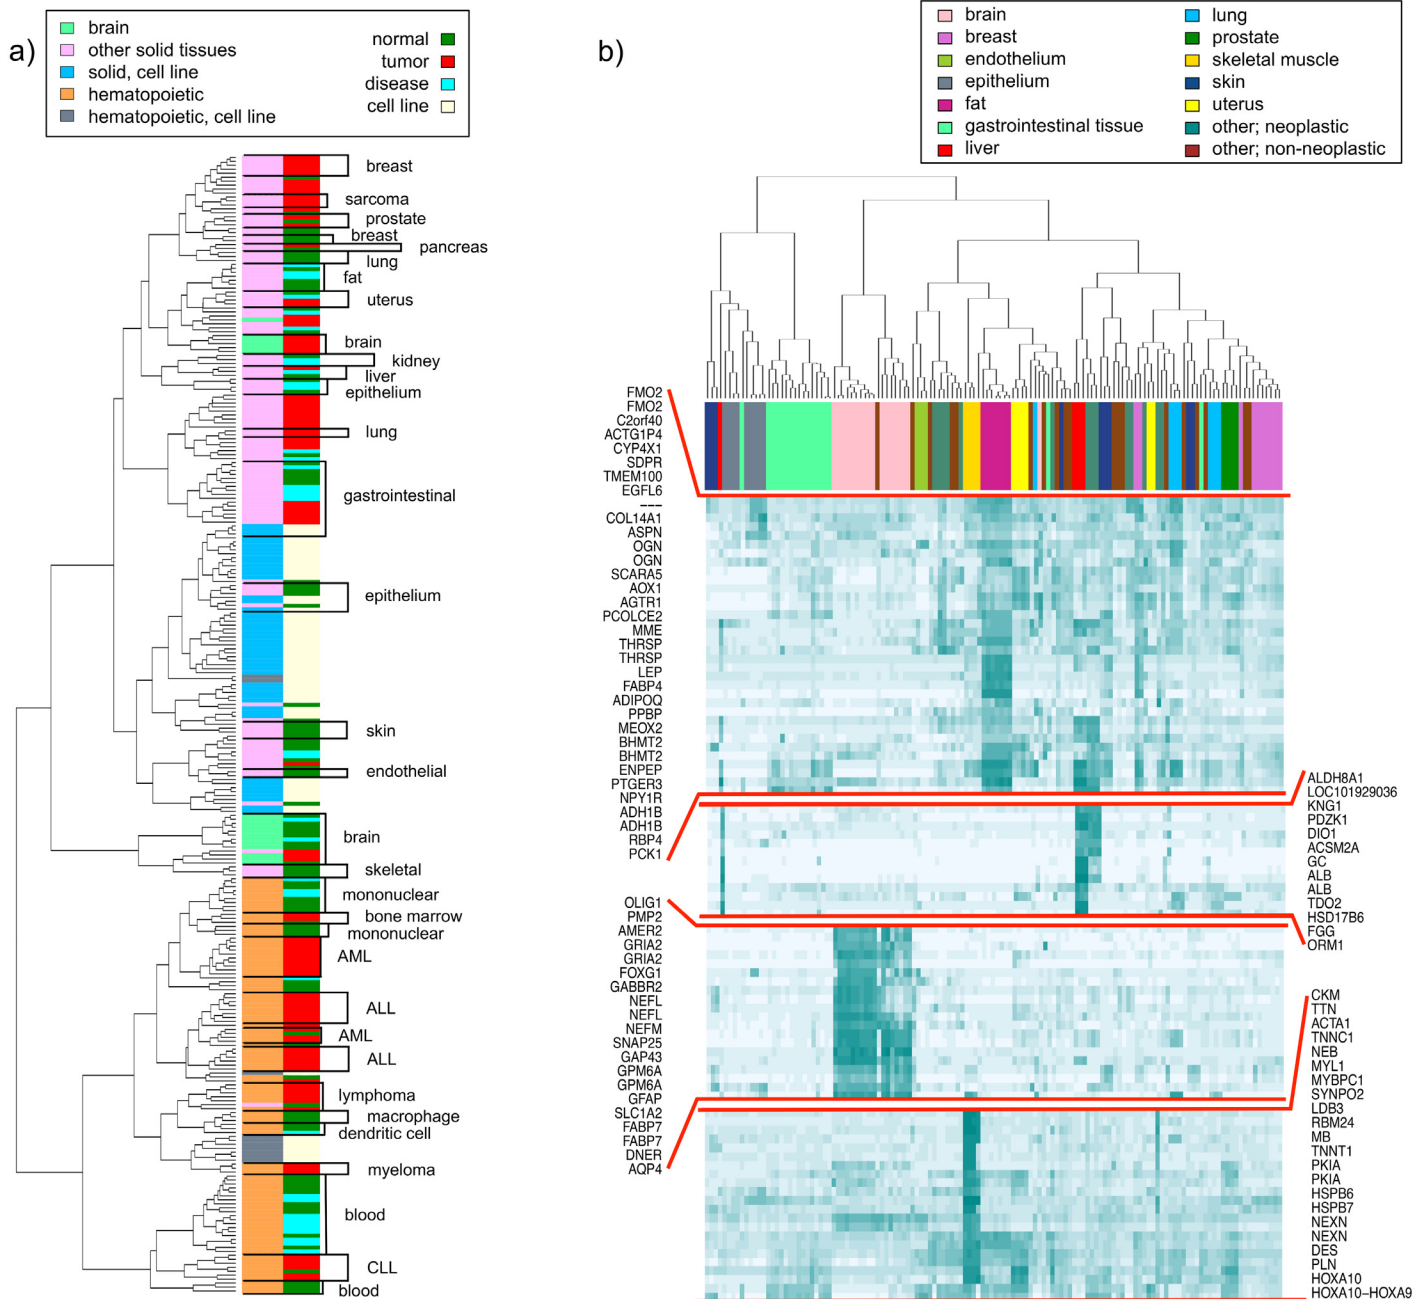 a)
brain
other solid tissues
solid, cell line
hematopoietic
hematopoietic, cell line
normal
tumor
disease
cell line
breast
sarcoma
prostate
breast
pancreas
lung
fat
uterus
brain
kidney
liver
epithelium
lung
gastrointestinal
epithelium
skin
endothelial
brain
skeletal
mononuclear
bone marrow
mononuclear
AML
ALL
AML
ALL
lymphoma
macrophage
dendritic cell
myeloma
blood
CLL
blood
b)
brain
breast
endothelium
epithelium
fat
gastrointestinal tissue
liver
lung
prostate
skeletal muscle
skin
uterus
other; neoplastic
other; non-neoplastic
FMO2
FMO2
C2orf40
ACTG1P4
CYP4X1
SDPR
TMEM100
EGFL6
---
COL14A1
ASPN
OGN
OGN
SCARA5
AOX1
AGTR1
PCOLCE2
MME
THRSP
THRSP
LEP
FABP4
ADIPOQ
PPBP
MEOX2
BHMT2
BHMT2
ENPEP
PTGER3
NPY1R
ADH1B
ADH1B
RBP4
PCK1
ALDH8A1
LOC101929036
KNG1
PDZK1
DIO1
ACSM2A
GC
ALB
ALB
TDO2
HSD17B6
FGG
ORM1
OLIG1
PMP2
AMER2
GRIA2
GRIA2
FOXG1
GABBR2
NEFL
NEFL
NEFM
SNAP25
GAP43
GPM6A
GPM6A
GFAP
SLC1A2
FABP7
FABP7
DNER
AQP4
CKM
TTN
ACTA1
TNNC1
NEB
MYL1
MYBPC1
SYNPO2
LDB3
RBM24
MB
TNNT1
PKIA
PKIA
HSPB6
HSPB7
NEXN
NEXN
DES
PLN
HOXA10
HOXA10-HOXA9